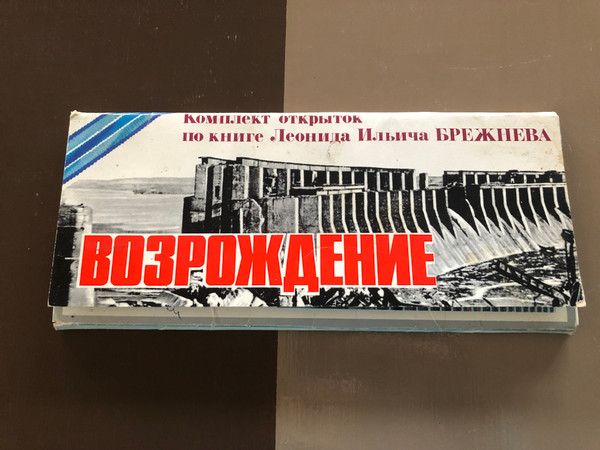 Комплект открыток
по книге Леонида Ильича БРЕЖНЕВА
ВОЗРОЖДЕНИЕ